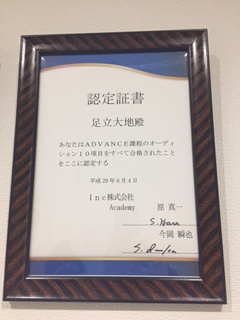 認定証書
足立大地殿
あなたはADVANCE課程のオーディ
ション10項目をすべて合格されたこと
をここに認定する
平成28年6月4日
Inc株式会社
Academy 原 真一
S. Hara
今岡 瞬也